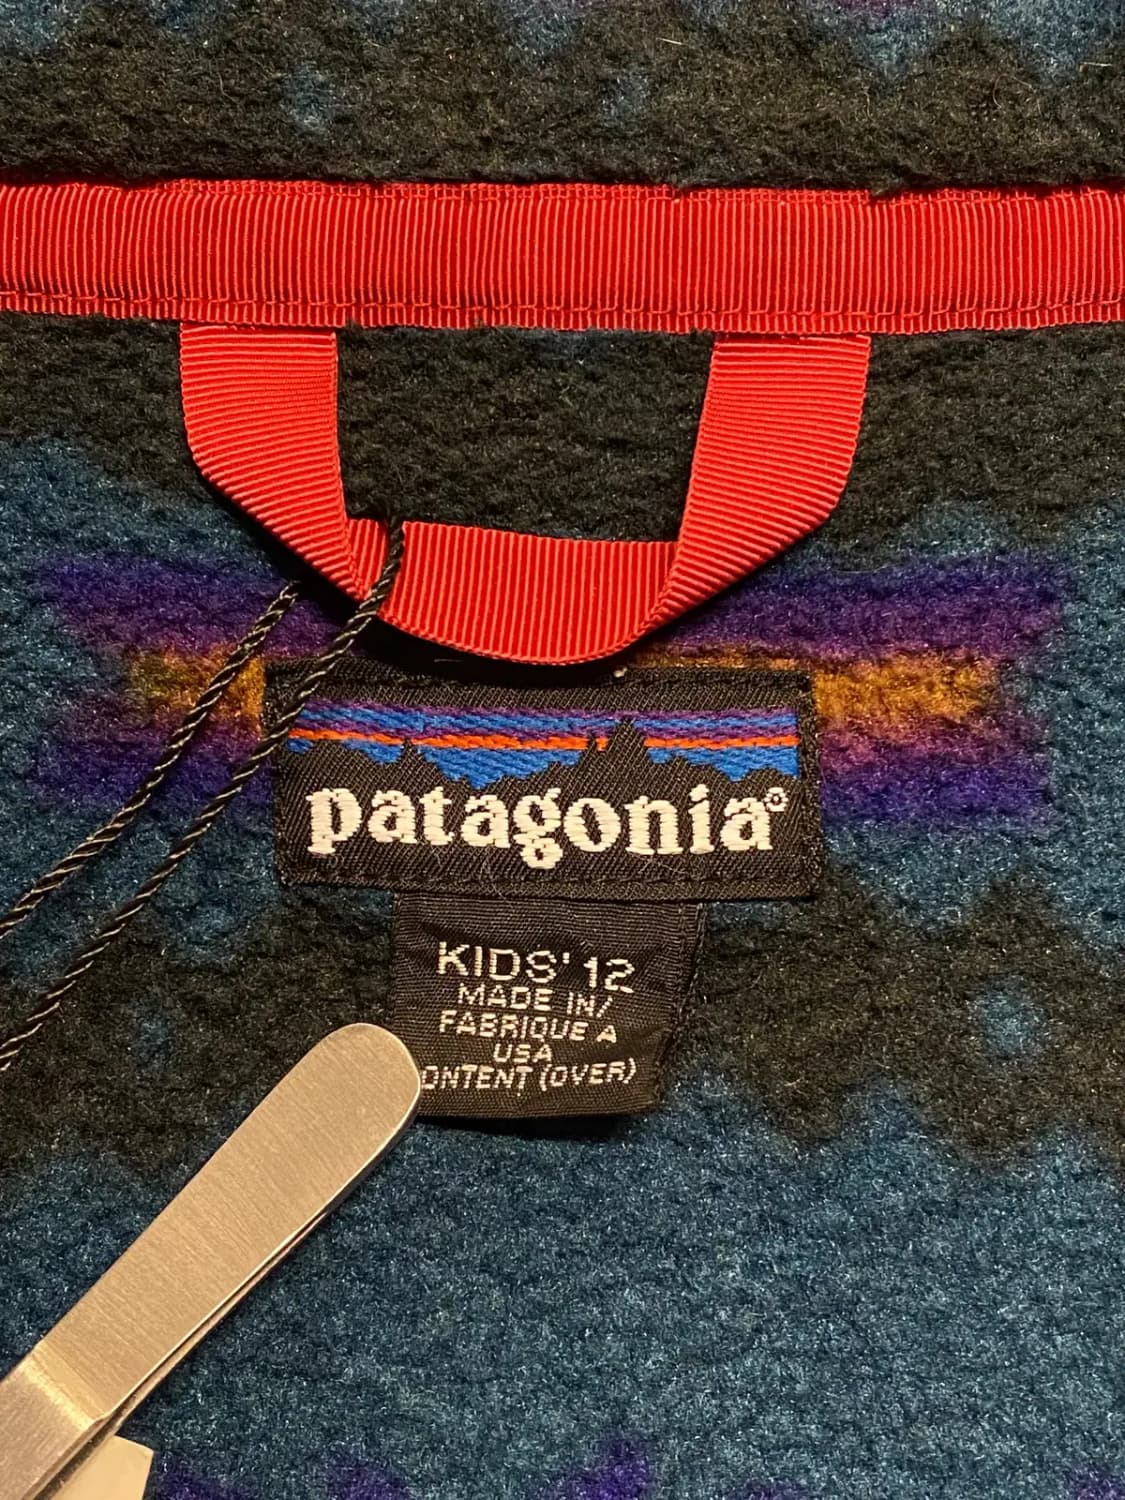 patagonia®
KIDS' 12
MADE IN/
FABRIQUE A
USA
ONTENT (OVER)